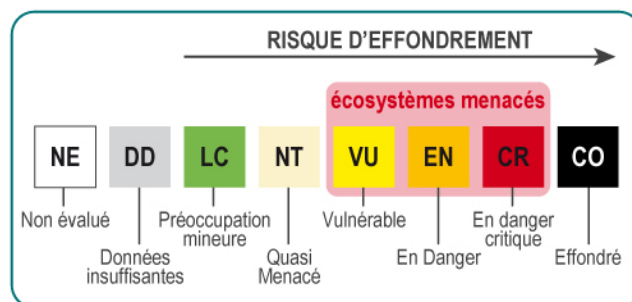 RISQUE D'EFFONDREMENT
écosystèmes menacés
NE
DD
LC
NT
VU
EN
CR
CO
Non évalué
Données
insuffisantes
Préoccupation
mineure
Quasi
Menacé
Vulnérable
En Danger
En danger
critique
Effondré